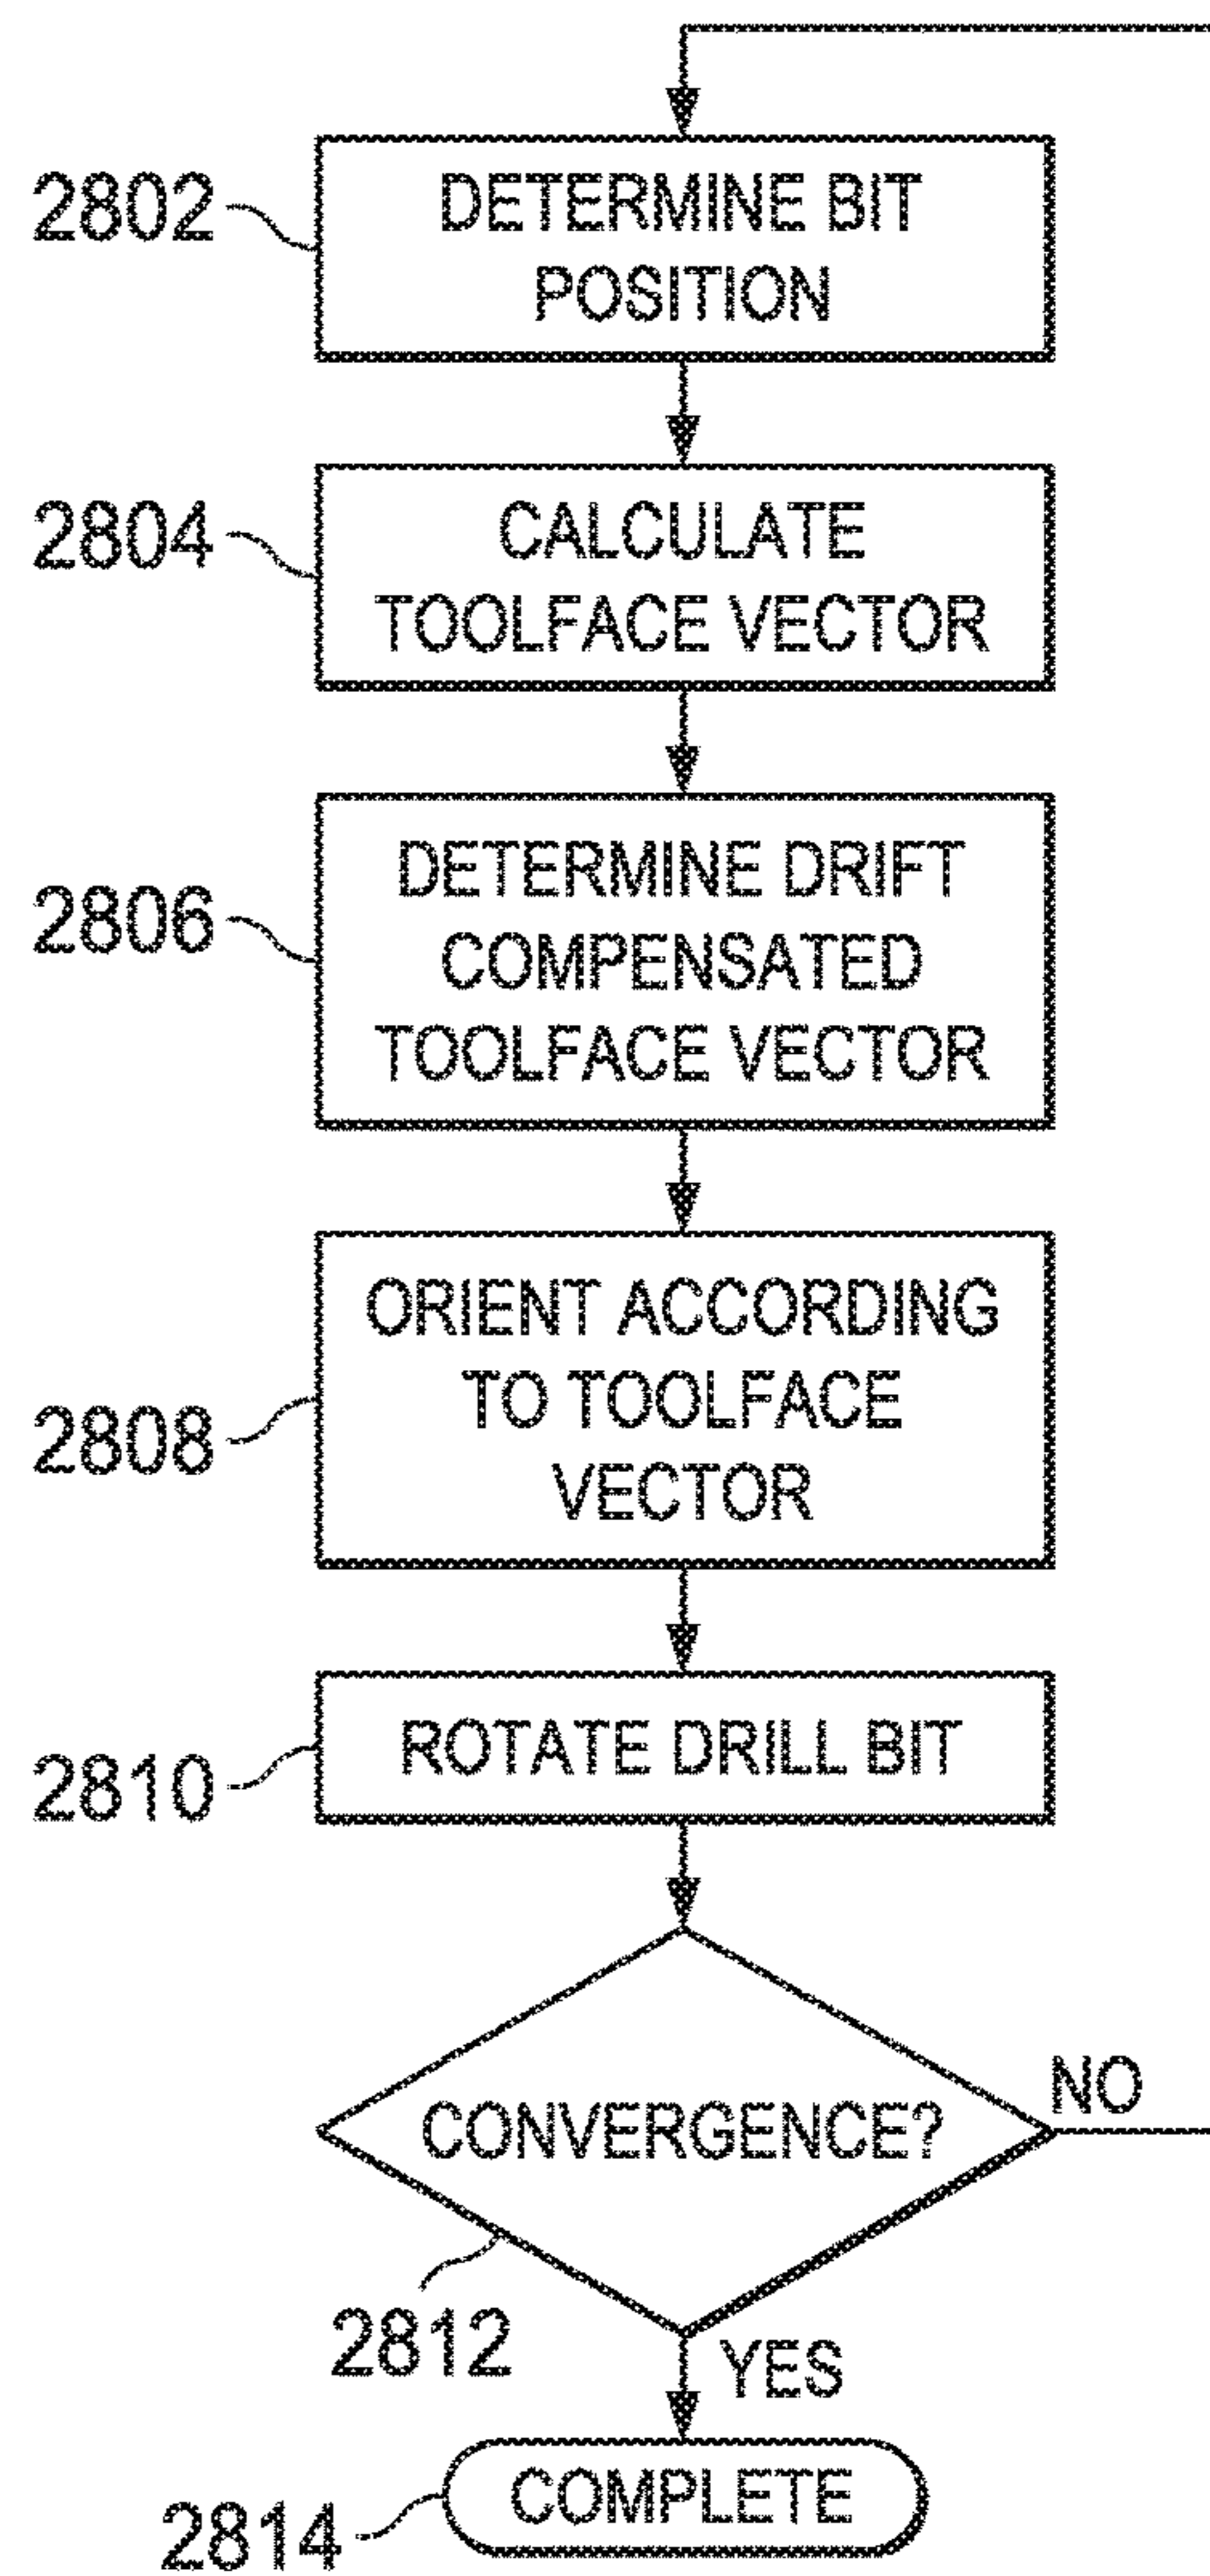 2802
DETERMINE BIT
POSITION
2804
CALCULATE
TOOLFACE VECTOR
2806
DETERMINE DRIFT
COMPENSATED
TOOLFACE VECTOR
2808
ORIENT ACCORDING
TO TOOLFACE
VECTOR
2810
ROTATE DRILL BIT
CONVERGENCE?
NO
2812
YES
COMPLETE
2814